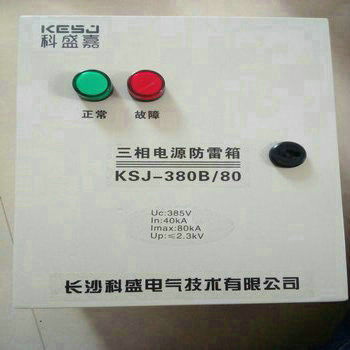 KESJ
科盛嘉
正常 故障
三相电源防雷箱
KSJ-380B/80
Uc:385V
In:40kA
Imax:80kA
Up:≤2.3kV
长沙科盛电气技术有限公司